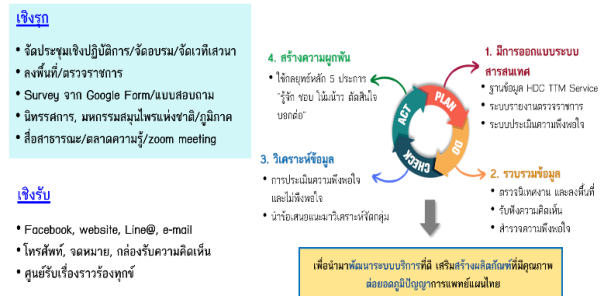 เชิงรุก
• จัดประชุมเชิงปฏิบัติการ/จัดอบรม/จัดเวทีเสวนา
• ลงพื้นที่/ตรวจราชการ
• Survey จาก Google Form/แบบสอบถาม
• นิทรรศการ, มหกรรมสมุนไพรแห่งชาติ/ภูมิภาค
• สื่อสาธารณะ/ตลาดความรู้/zoom meeting
เชิงรับ
• Facebook, website, Line@, e-mail
• โทรศัพท์, จดหมาย, กล่องรับความคิดเห็น
• ศูนย์รับเรื่องราวร้องทุกข์
1. มีการออกแบบระบบ
สารสนเทศ
• ฐานข้อมูล HDC TTM Service
• ระบบรายงานตรวจราชการ
• ระบบประเมินความพึงพอใจ
2. รวบรวมข้อมูล
• ตรวจนิเทศงาน และลงพื้นที่
• รับฟังความคิดเห็น
• สำรวจความพึงพอใจ
3. วิเคราะห์ข้อมูล
• การประเมินความพึงพอใจ
และไม่พึงพอใจ
• นำข้อเสนอแนะมาวิเคราะห์จัดกลุ่ม
4. สร้างความผูกพัน
• ใช้กลยุทธ์หลัก 5 ประการ
"รู้จัก ชอบ โน้มน้าว ตัดสินใจ
บอกต่อ"
PLAN
DO
CHECK
ACT
เพื่อนำมาพัฒนาระบบบริการที่ดี เสริมสร้างผลิตภัณฑ์ที่มีคุณภาพ
ต่อยอดภูมิปัญญาการแพทย์แผนไทย